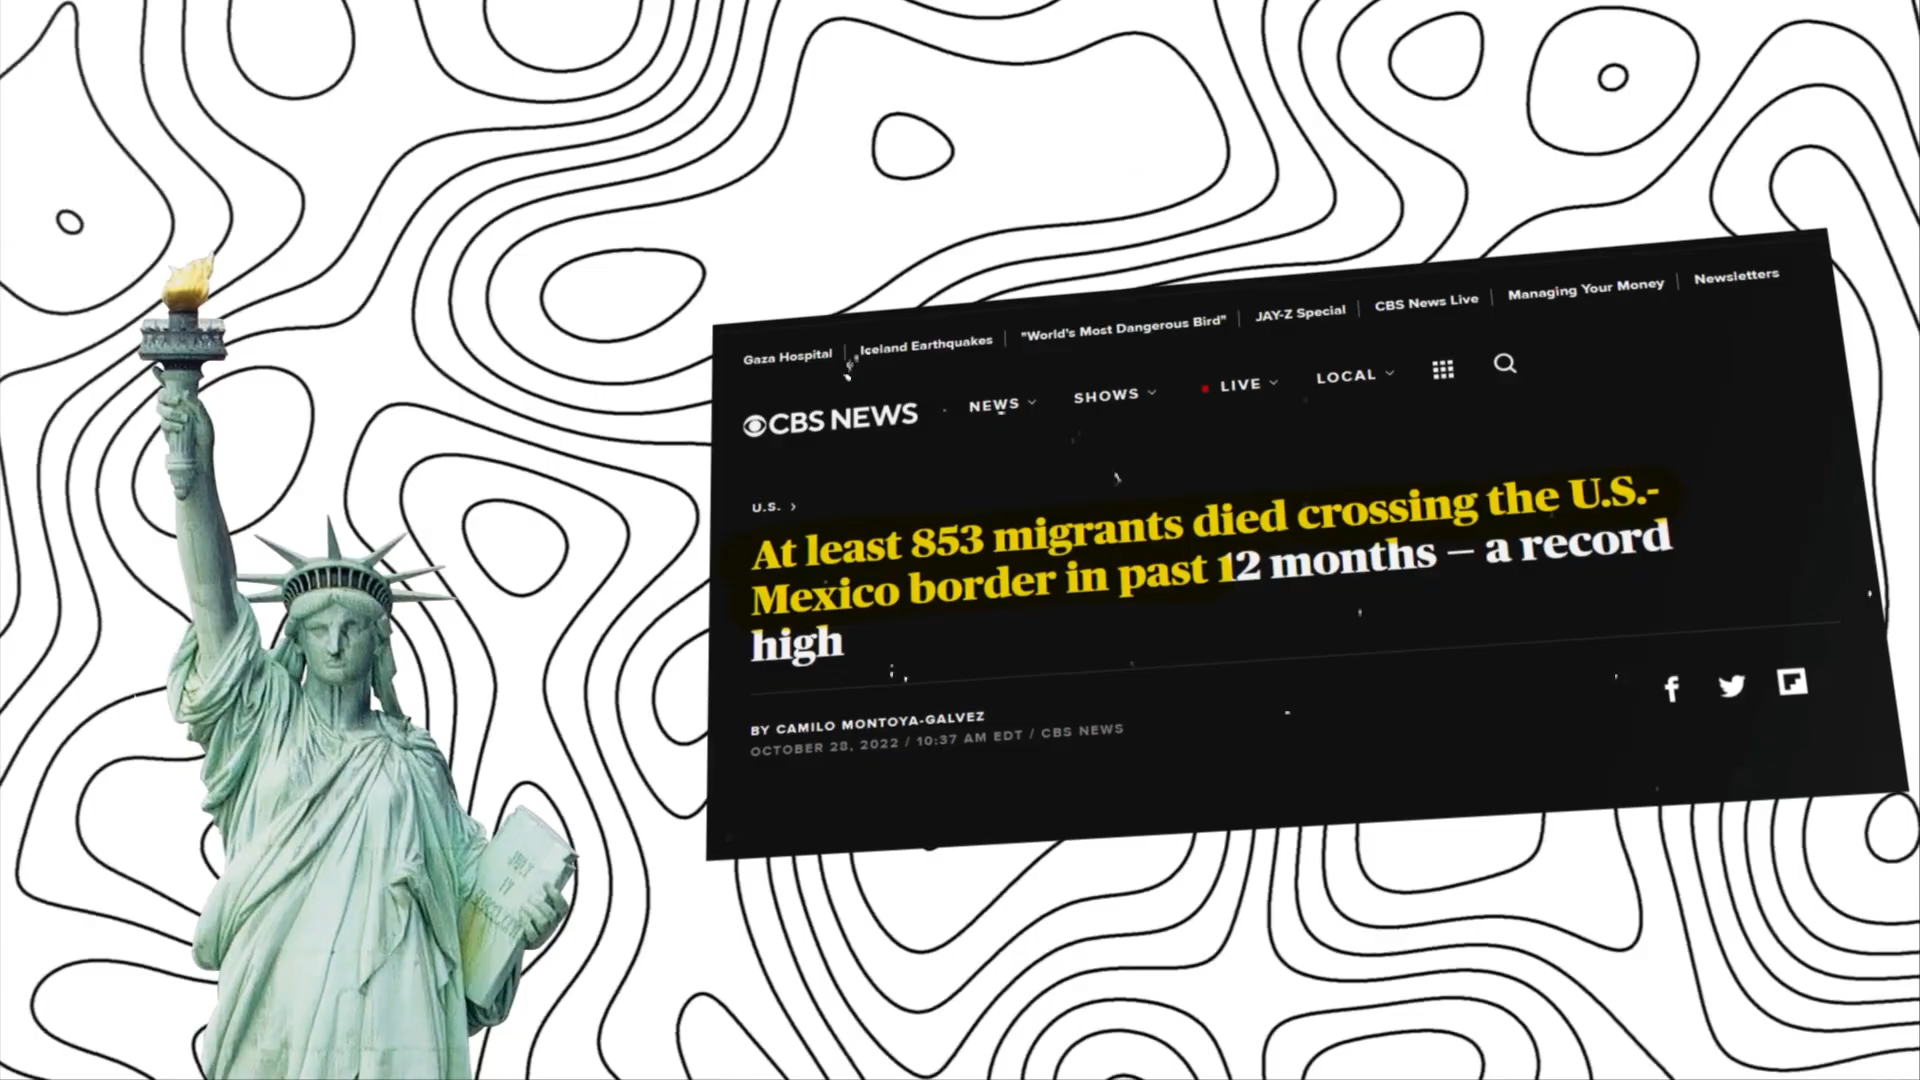 Gaza Hospital | Iceland Earthquakes | "World's Most Dangerous Bird" | JAY-Z Special | CBS News Live | Managing Your Money | Newsletters
CBS NEWS NEWS SHOWS LIVE LOCAL
U.S.
At least 853 migrants died crossing the U.S.-
Mexico border in past 12 months — a record
high
BY CAMILO MONTOYA-GALVEZ
OCTOBER 28, 2022 / 10:37 AM EDT / CBS NEWS
JULY
IV